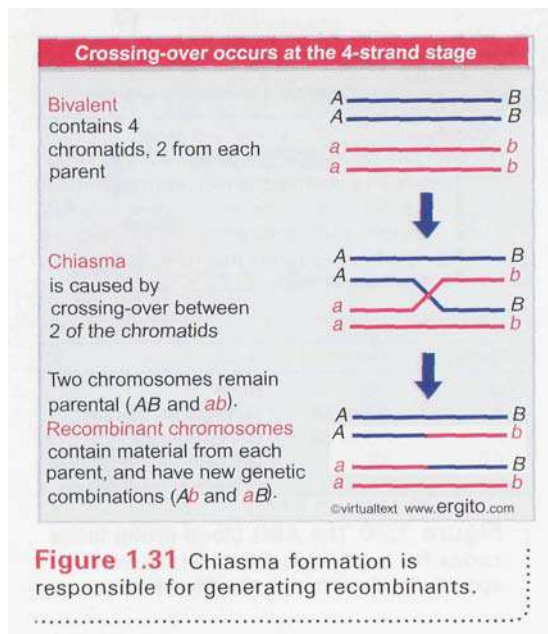 Crossing-over occurs at the 4-strand stage
Bivalent
contains 4
chromatids, 2 from each
parent
A B
A B
a b
a b
Chiasma
is caused by
crossing-over between
2 of the chromatids
A B
A b
a B
a b
Two chromosomes remain
parental (AB and ab).
Recombinant chromosomes
contain material from each
parent, and have new genetic
combinations (Ab and aB).
A B
A b
a B
a b
©virtualtext www.ergito.com
Figure 1.31 Chiasma formation is
responsible for generating recombinants.